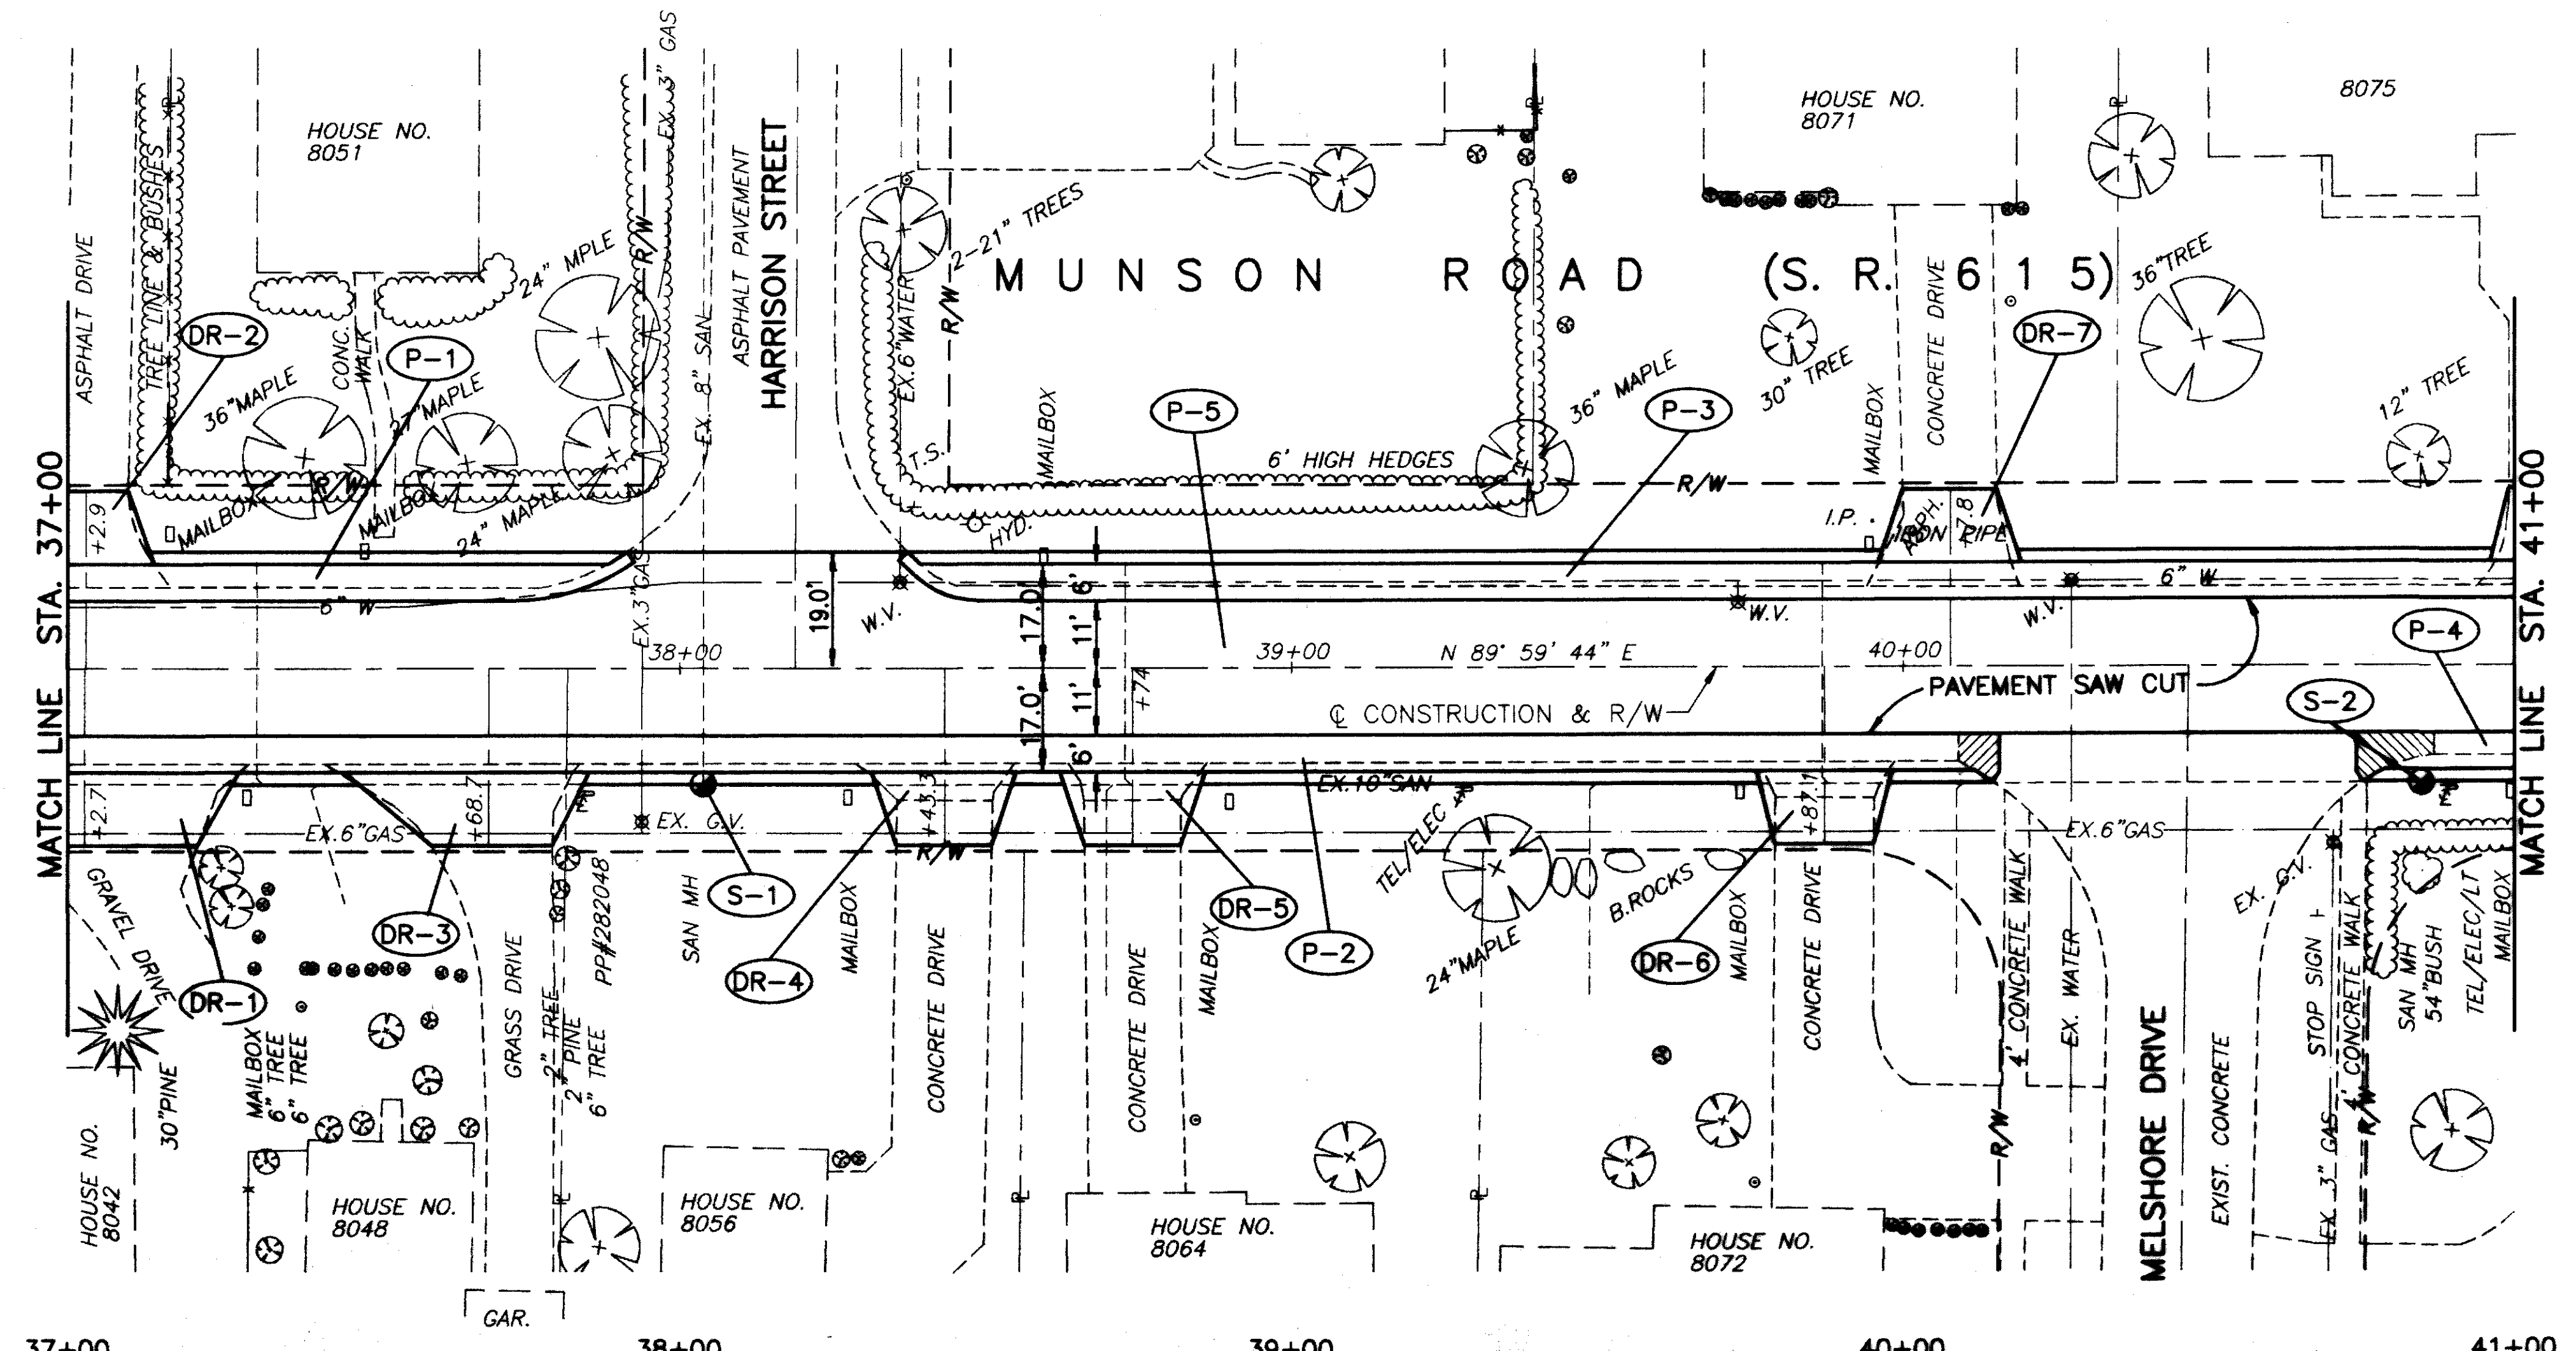 MUNSON ROAD (S. R. 615)
HARRISON STREET
ASPHALT PAVEMENT
MELSHORE DRIVE
EXIST. CONCRETE
MATCH LINE STA. 37+00
MATCH LINE STA. 41+00
ASPHALT DRIVE
TREE LINE & BUSHES
HOUSE NO.
8051
24" MPLE
R/W
EX. 3" GAS
EX. 8" SAN
DR-2
P-1
CONC.
WALK
36"MAPLE
27"MAPLE
R/W
MAILBOX
MAILBOX
24" MAPLE
+2.9
6" W
EX.3"GAS
EX.6"WATER
R/W
2-21" TREES
T.S.
HYD.
W.V.
MAILBOX
P-5
6' HIGH HEDGES
36" MAPLE
P-3
30" TREE
R/W
HOUSE NO.
8071
8075
MAILBOX
CONCRETE DRIVE
DR-7
36"TREE
12" TREE
I.P.
ASPH.
IRON PIPE
+7.8
W.V.
W.V.
6" W
19.0'
17.0'
17.0'
6'
11'
11'
6'
38+00
39+00
N 89° 59' 44" E
40+00
P-4
PAVEMENT SAW CUT
℄ CONSTRUCTION & R/W
S-2
+74
+2.7
+68.7
+43.3
+87.1
EX.10"SAN
EX.6"GAS
EX. G.V.
R/W
EX.6"GAS
TEL/ELEC
B.ROCKS
24"MAPLE
GRAVEL DRIVE
DR-1
DR-3
S-1
DR-4
DR-5
P-2
DR-6
30"PINE
MAILBOX
6" TREE
6" TREE
GRASS DRIVE
2" TREE
2" PINE
6" TREE
PP#282048
SAN MH
MAILBOX
CONCRETE DRIVE
CONCRETE DRIVE
MAILBOX
MAILBOX
CONCRETE DRIVE
R/W
4' CONCRETE WALK
EX. WATER
EX. G.V.
EX. 3" GAS
STOP SIGN
4' CONCRETE WALK
R/W
SAN MH
54"BUSH
TEL/ELEC/LT
MAILBOX
HOUSE NO.
8042
HOUSE NO.
8048
GAR.
HOUSE NO.
8056
HOUSE NO.
8064
HOUSE NO.
8072
37+00
38+00
39+00
40+00
41+00